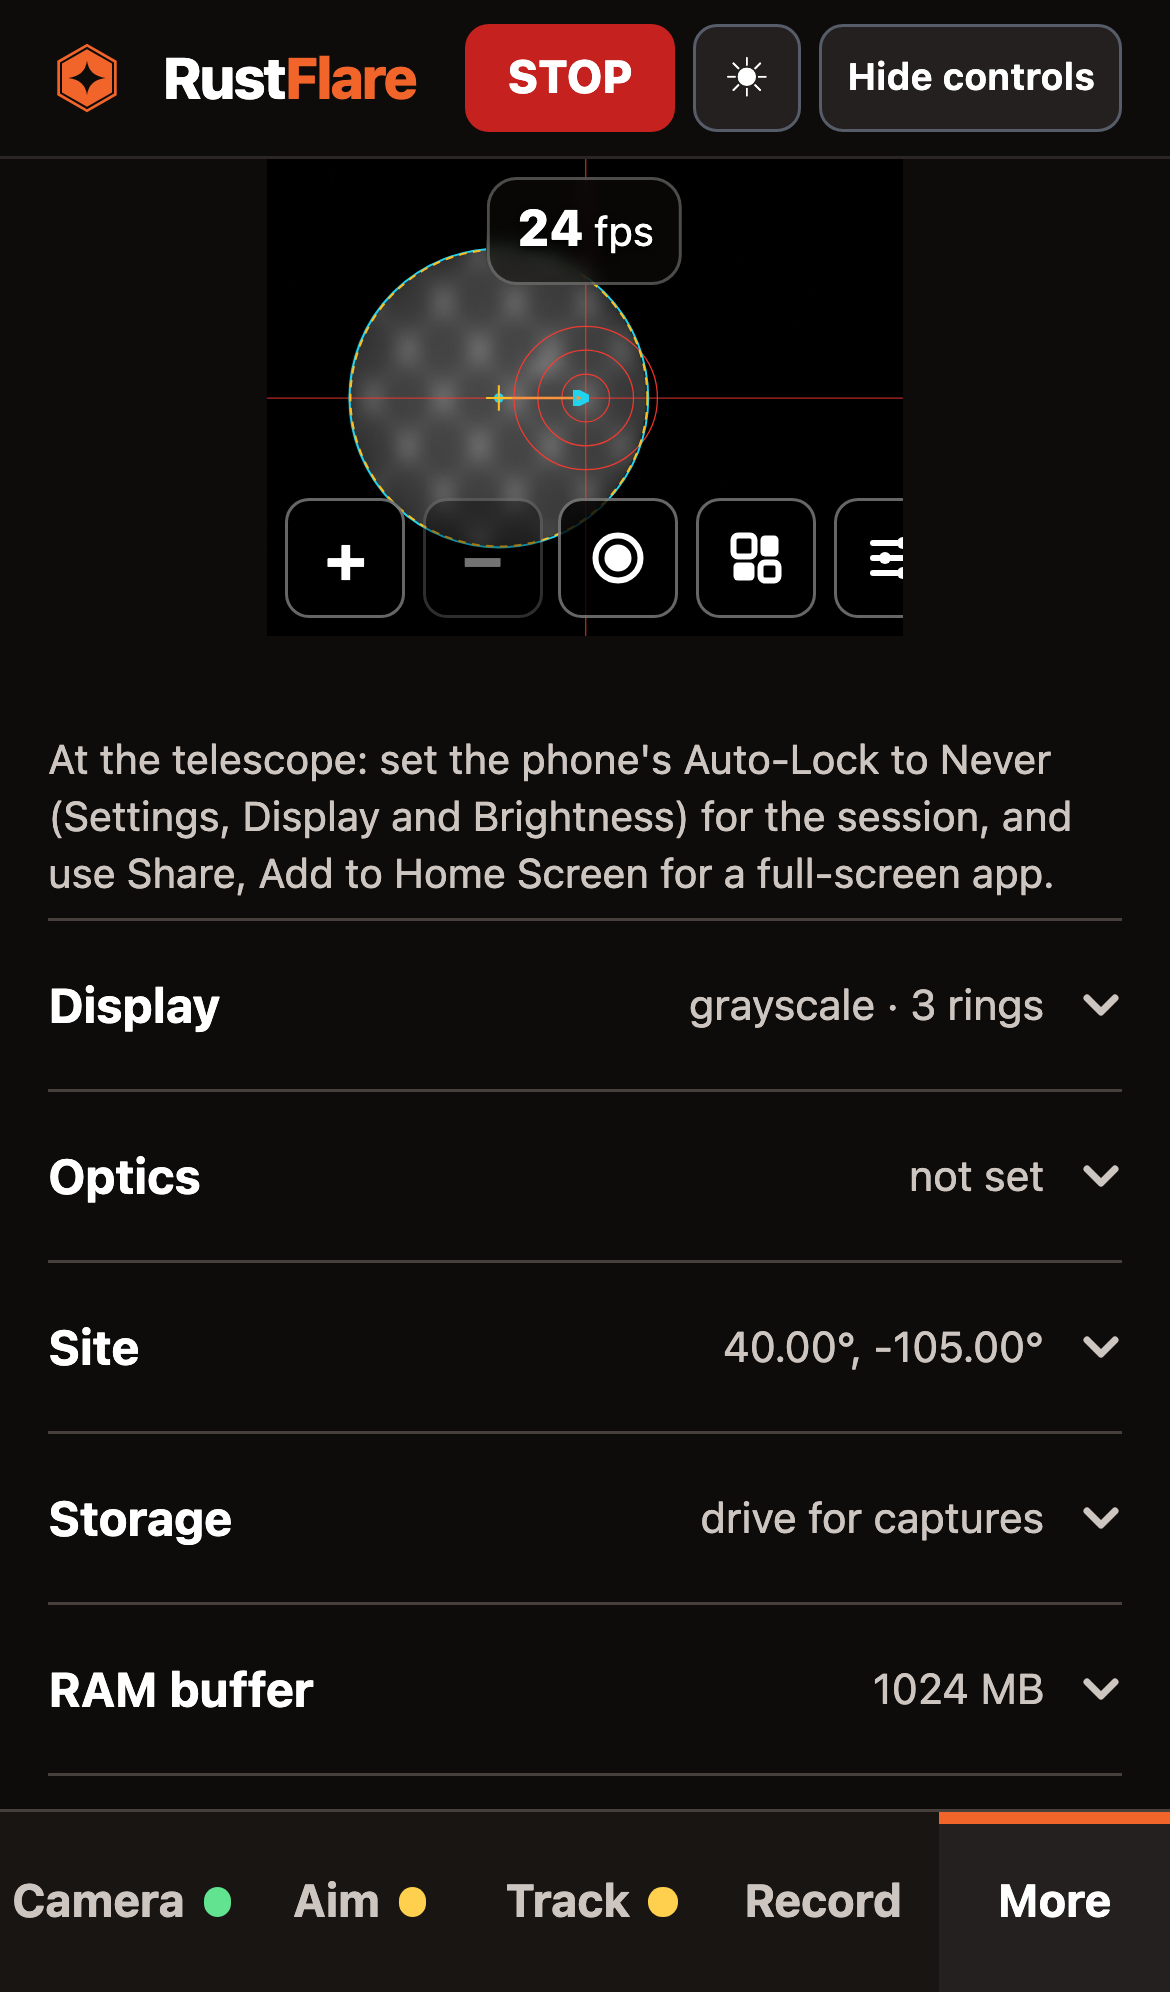 RustFlare
STOP
Hide controls
24 fps
At the telescope: set the phone's Auto-Lock to Never
(Settings, Display and Brightness) for the session, and
use Share, Add to Home Screen for a full-screen app.
Display grayscale · 3 rings
Optics not set
Site 40.00°, -105.00°
Storage drive for captures
RAM buffer 1024 MB
Camera Aim Track Record More